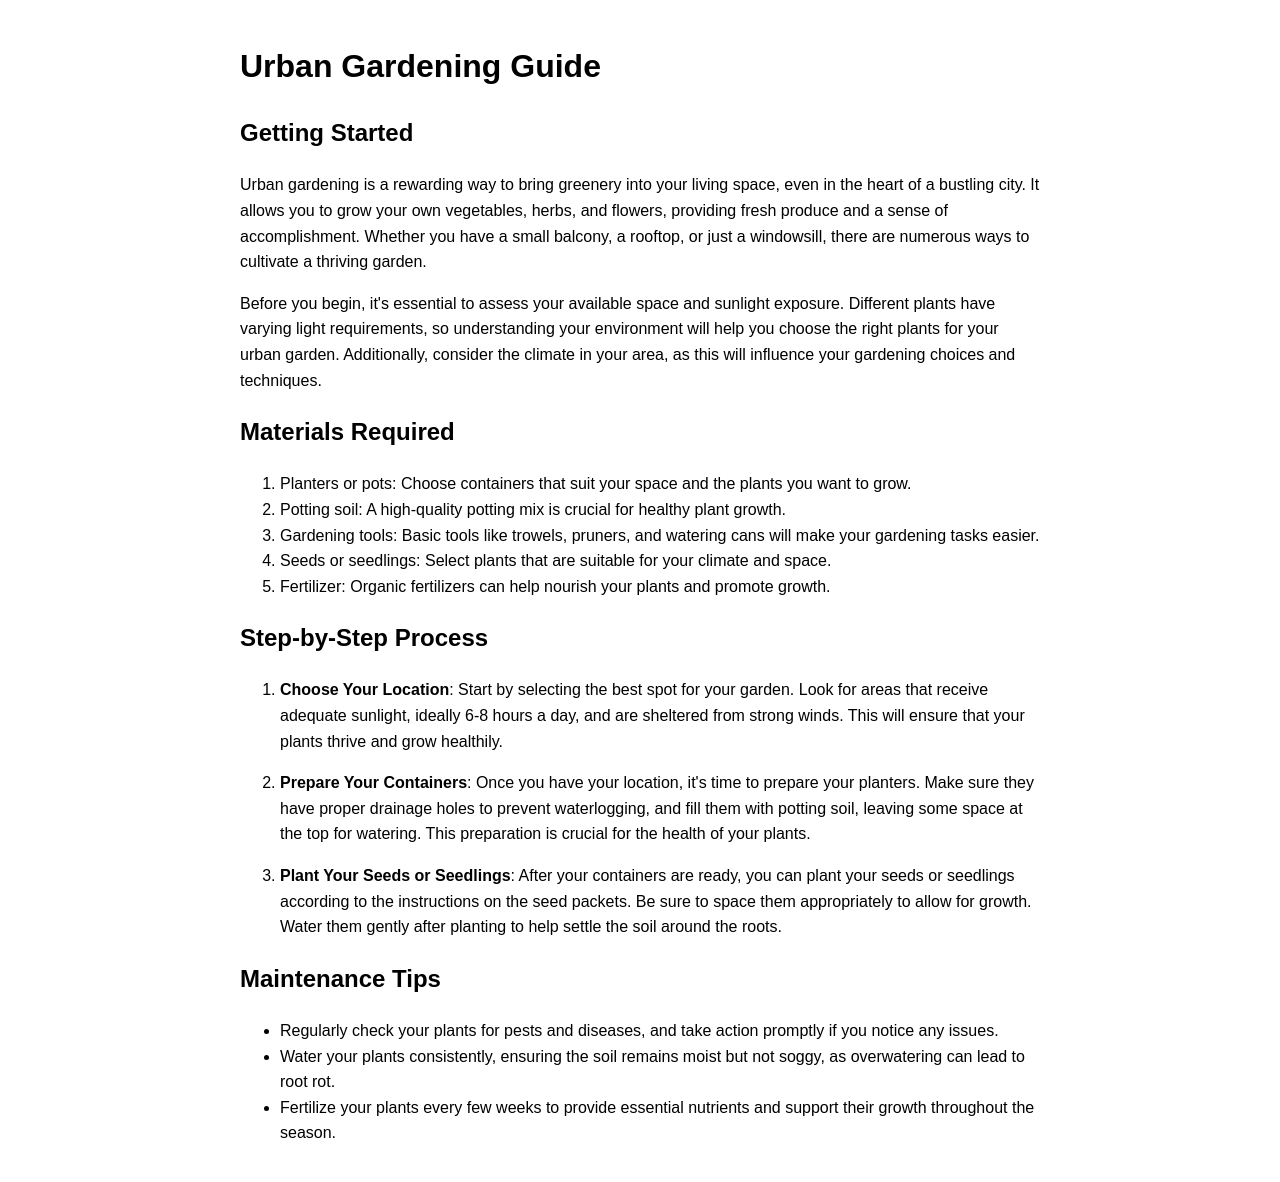 Urban Gardening Guide
Getting Started
Urban gardening is a rewarding way to bring greenery into your living space, even in the heart of a bustling city. It
allows you to grow your own vegetables, herbs, and flowers, providing fresh produce and a sense of
accomplishment. Whether you have a small balcony, a rooftop, or just a windowsill, there are numerous ways to
cultivate a thriving garden.
Before you begin, it's essential to assess your available space and sunlight exposure. Different plants have
varying light requirements, so understanding your environment will help you choose the right plants for your
urban garden. Additionally, consider the climate in your area, as this will influence your gardening choices and
techniques.
Materials Required
1. Planters or pots: Choose containers that suit your space and the plants you want to grow.
2. Potting soil: A high-quality potting mix is crucial for healthy plant growth.
3. Gardening tools: Basic tools like trowels, pruners, and watering cans will make your gardening tasks easier.
4. Seeds or seedlings: Select plants that are suitable for your climate and space.
5. Fertilizer: Organic fertilizers can help nourish your plants and promote growth.
Step-by-Step Process
1. Choose Your Location: Start by selecting the best spot for your garden. Look for areas that receive
adequate sunlight, ideally 6-8 hours a day, and are sheltered from strong winds. This will ensure that your
plants thrive and grow healthily.
2. Prepare Your Containers: Once you have your location, it's time to prepare your planters. Make sure they
have proper drainage holes to prevent waterlogging, and fill them with potting soil, leaving some space at
the top for watering. This preparation is crucial for the health of your plants.
3. Plant Your Seeds or Seedlings: After your containers are ready, you can plant your seeds or seedlings
according to the instructions on the seed packets. Be sure to space them appropriately to allow for growth.
Water them gently after planting to help settle the soil around the roots.
Maintenance Tips
• Regularly check your plants for pests and diseases, and take action promptly if you notice any issues.
• Water your plants consistently, ensuring the soil remains moist but not soggy, as overwatering can lead to
root rot.
• Fertilize your plants every few weeks to provide essential nutrients and support their growth throughout the
season.